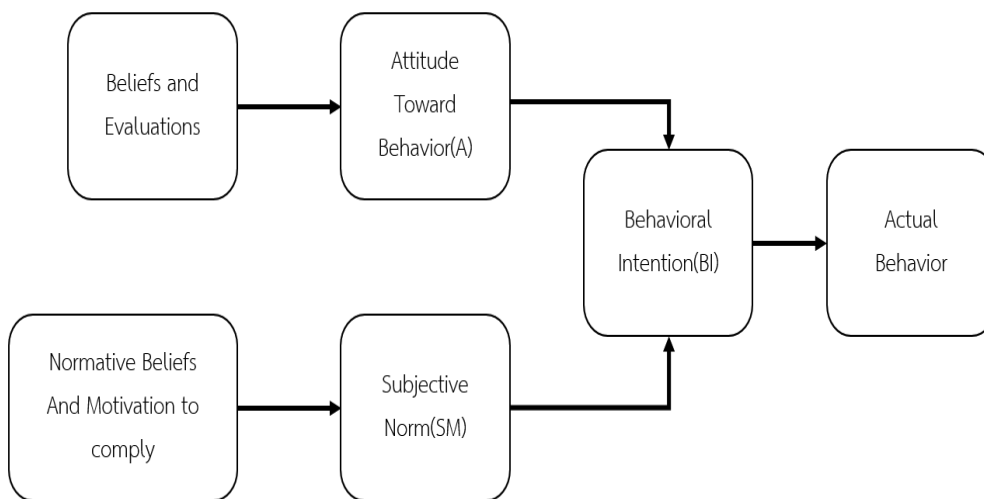 Beliefs and
Evaluations
Attitude
Toward
Behavior(A)
Behavioral
Intention(BI)
Actual
Behavior
Normative Beliefs
And Motivation to
comply
Subjective
Norm(SM)